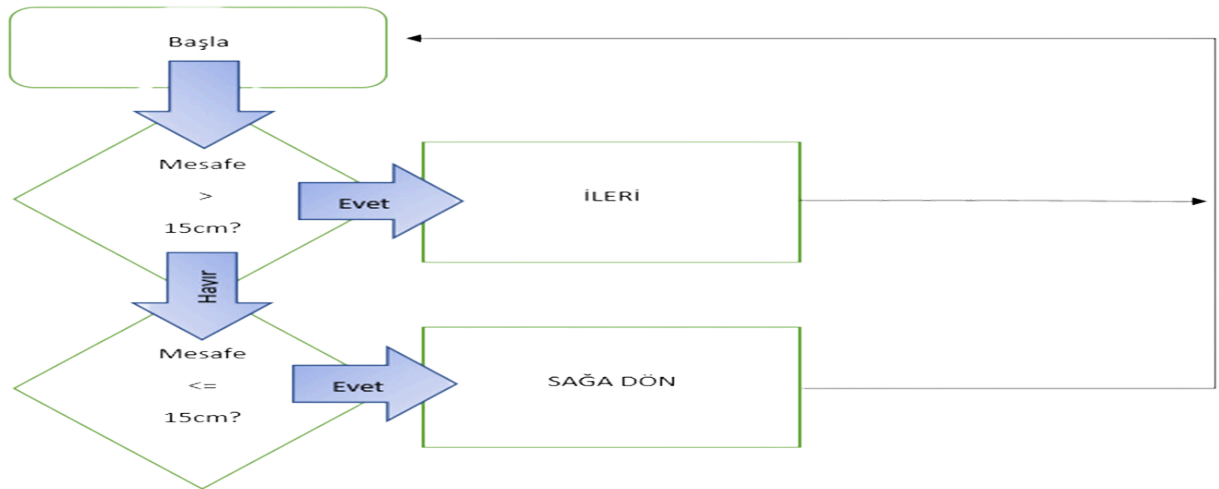 Başla
Mesafe
>
15cm?
Evet
İLERİ
Hayır
Mesafe
<=
15cm?
Evet
SAĞA DÖN